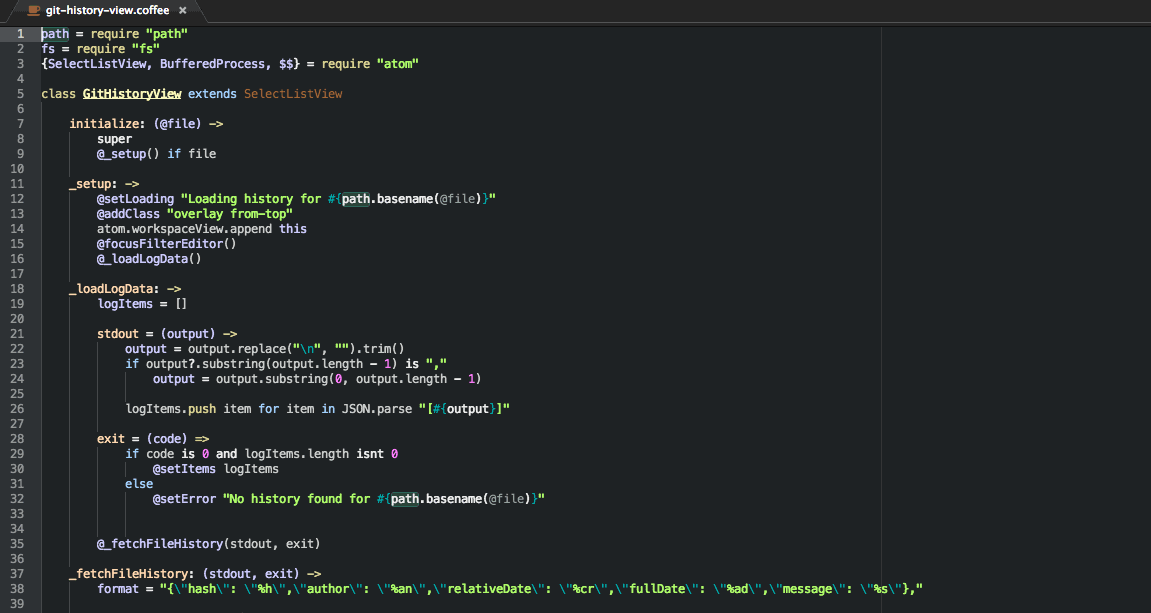 git-history-view.coffee ×
1 path = require "path"
2 fs = require "fs"
3 {SelectListView, BufferedProcess, $$} = require "atom"
4
5 class GitHistoryView extends SelectListView
6
7     initialize: (@file) ->
8         super
9         @_setup() if file
10
11     _setup: ->
12         @setLoading "Loading history for #{path.basename(@file)}"
13         @addClass "overlay from-top"
14         atom.workspaceView.append this
15         @focusFilterEditor()
16         @_loadLogData()
17
18     _loadLogData: ->
19         logItems = []
20
21         stdout = (output) ->
22             output = output.replace("\n", "").trim()
23             if output?.substring(output.length - 1) is ","
24                 output = output.substring(0, output.length - 1)
25
26             logItems.push item for item in JSON.parse "[#{output}]"
27
28         exit = (code) =>
29             if code is 0 and logItems.length isnt 0
30                 @setItems logItems
31             else
32                 @setError "No history found for #{path.basename(@file)}"
33
34
35         @_fetchFileHistory(stdout, exit)
36
37     _fetchFileHistory: (stdout, exit) ->
38         format = "{\"hash\": \"%h\",\"author\": \"%an\",\"relativeDate\": \"%cr\",\"fullDate\": \"%ad\",\"message\": \"%s\"},"
39